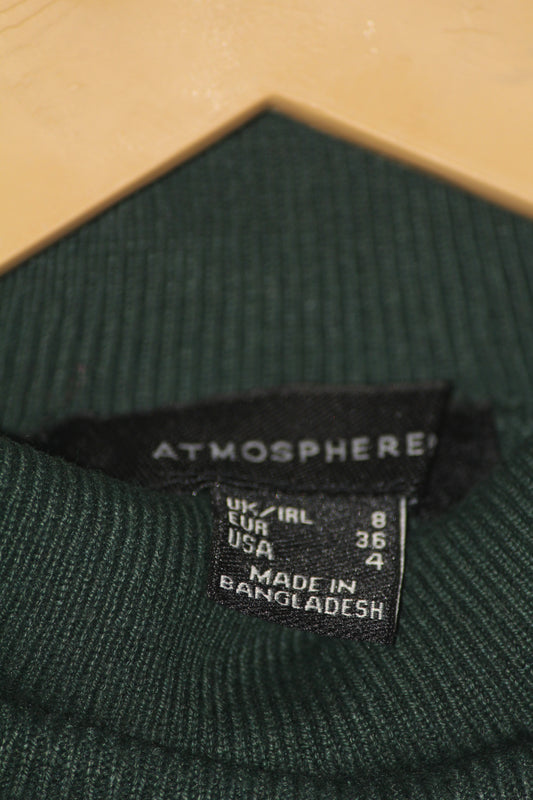 ATMOSPHERE
UK/IRL 8
EUR 36
USA 4
MADE IN
BANGLADESH